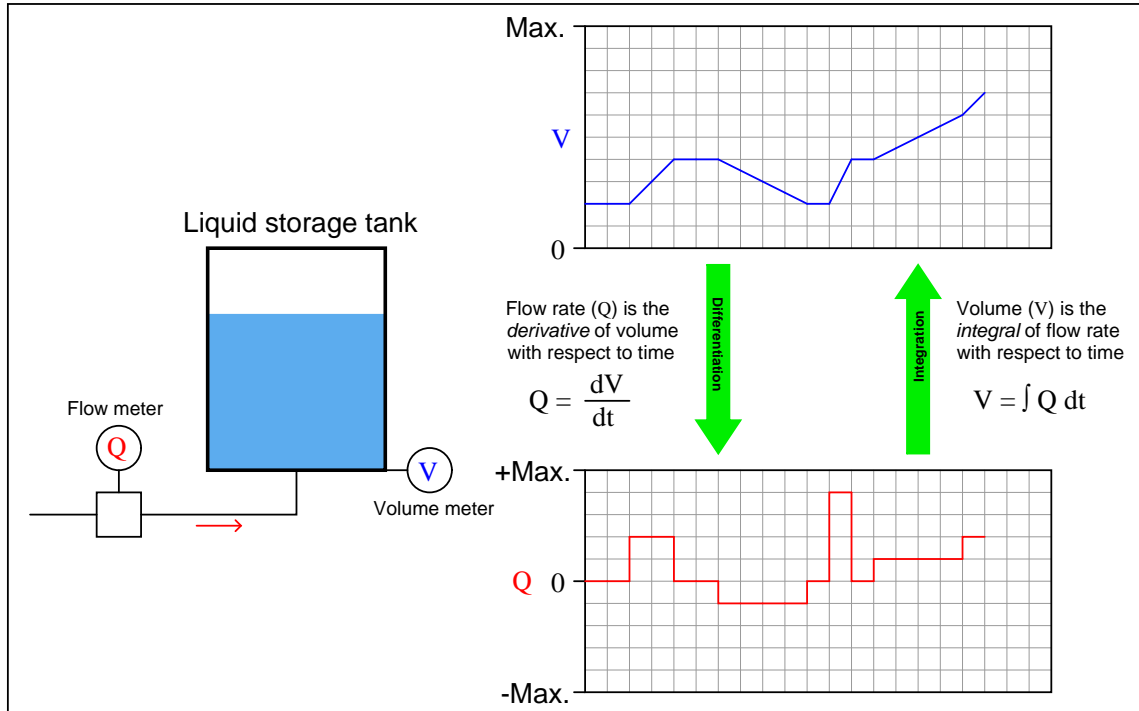 Max.
V
0
Liquid storage tank
Flow meter
Q
V
Volume meter
Flow rate (Q) is the
derivative of volume
with respect to time
Q = dV
dt
Differentiation
Integration
Volume (V) is the
integral of flow rate
with respect to time
V = ∫ Q dt
+Max.
Q 0
-Max.